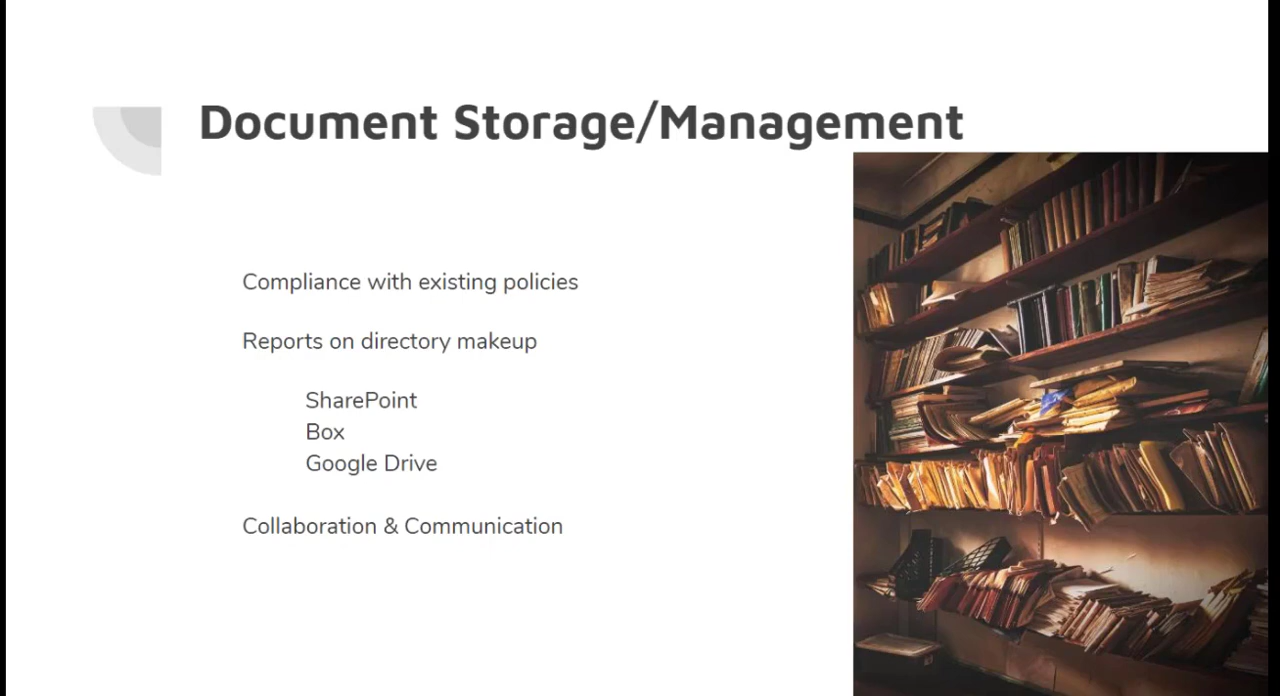 Document Storage/Management
Compliance with existing policies
Reports on directory makeup
SharePoint
Box
Google Drive
Collaboration & Communication